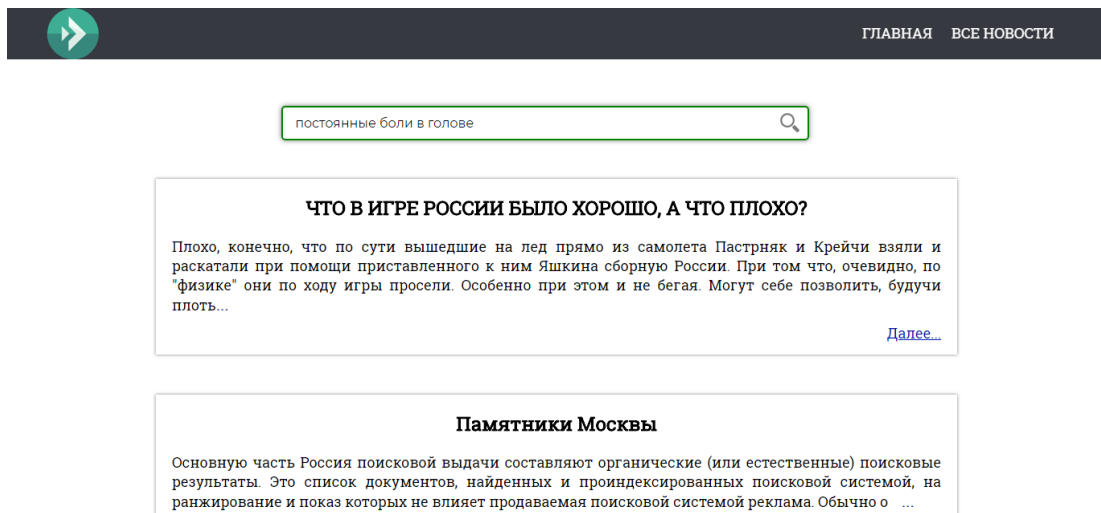 ГЛАВНАЯ ВСЕ НОВОСТИ
постоянные боли в голове
ЧТО В ИГРЕ РОССИИ БЫЛО ХОРОШО, А ЧТО ПЛОХО?
Плохо, конечно, что по сути вышедшие на лед прямо из самолета Пастрняк и Крейчи взяли и
раскатали при помощи приставленного к ним Яшкина сборную России. При том что, очевидно, по
"физике" они по ходу игры просели. Особенно при этом и не бегая. Могут себе позволить, будучи
плоть...
Далее...
Памятники Москвы
Основную часть Россия поисковой выдачи составляют органические (или естественные) поисковые
результаты. Это список документов, найденных и проиндексированных поисковой системой, на
ранжирование и показ которых не влияет продаваемая поисковой системой реклама. Обычно о ...